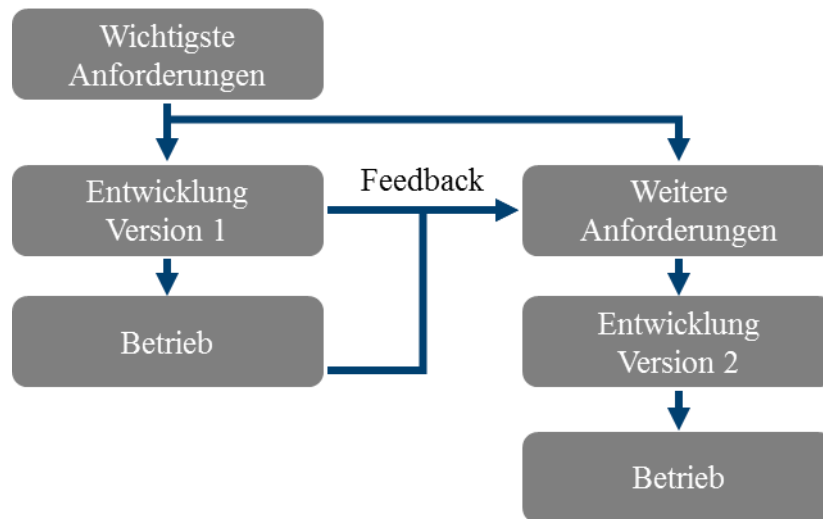 Wichtigste
Anforderungen
Entwicklung
Version 1
Feedback
Weitere
Anforderungen
Betrieb
Entwicklung
Version 2
Betrieb